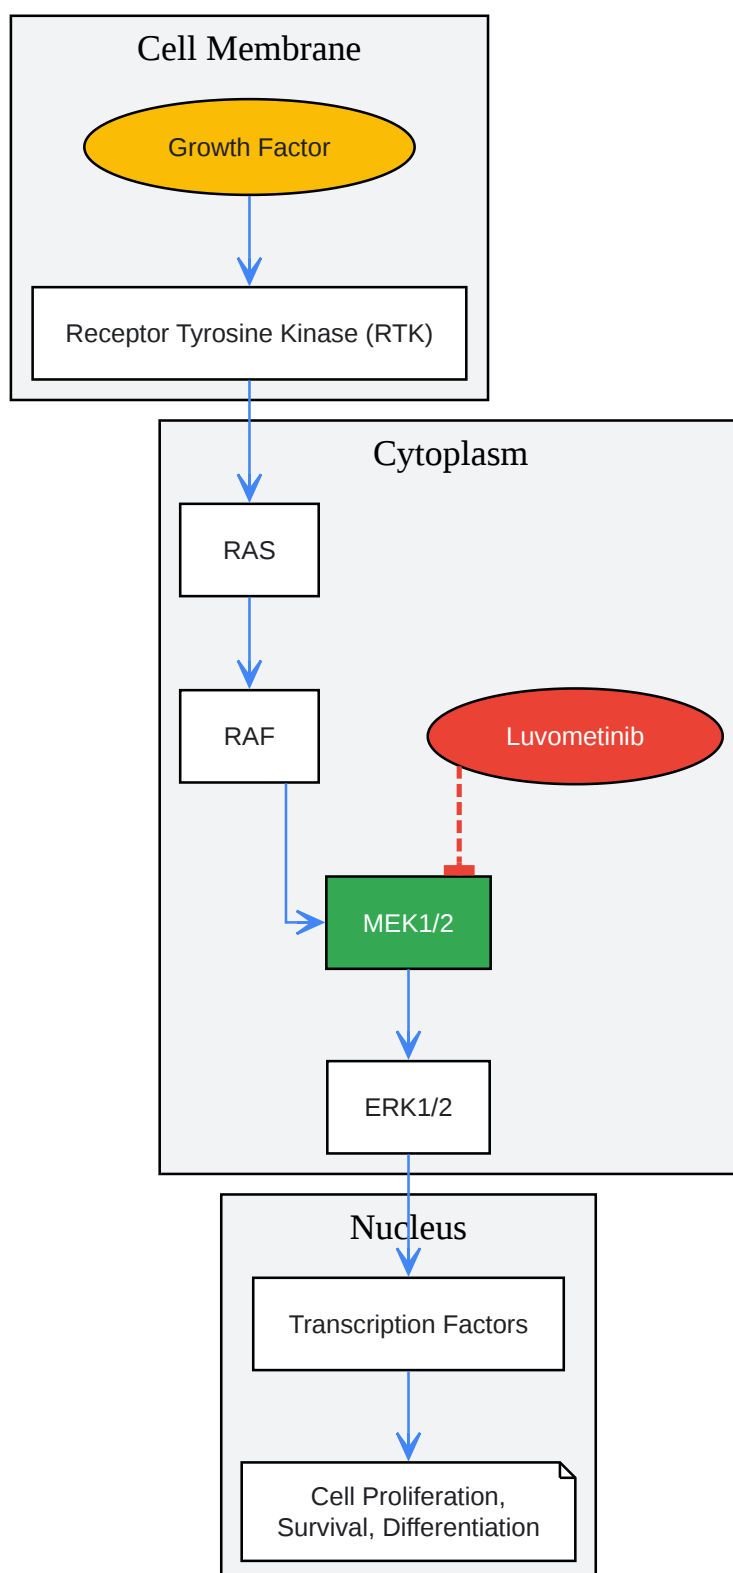 Cell Membrane
Growth Factor
Receptor Tyrosine Kinase (RTK)
Cytoplasm
RAS
RAF
Luvometinib
MEK1/2
ERK1/2
Nucleus
Transcription Factors
Cell Proliferation,
Survival, Differentiation